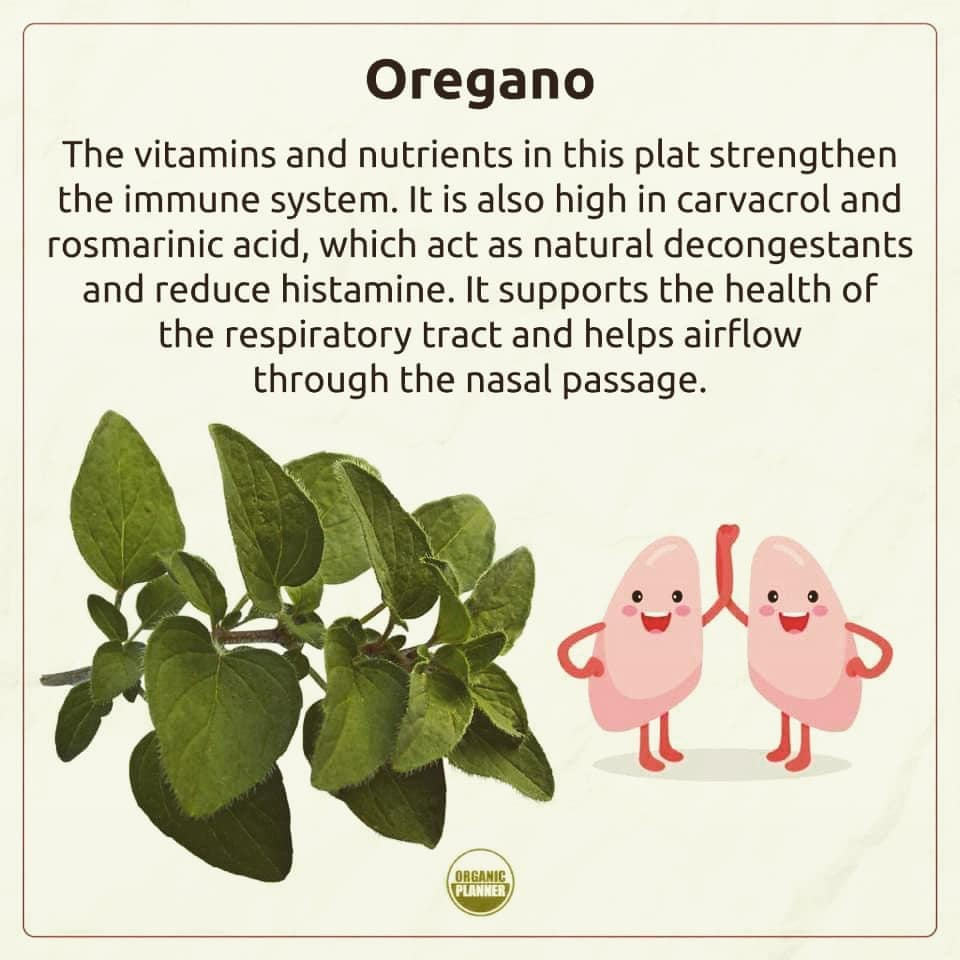 Oregano
The vitamins and nutrients in this plat strengthen
the immune system. It is also high in carvacrol and
rosmarinic acid, which act as natural decongestants
and reduce histamine. It supports the health of
the respiratory tract and helps airflow
through the nasal passage.
ORGANIC
PLANNER